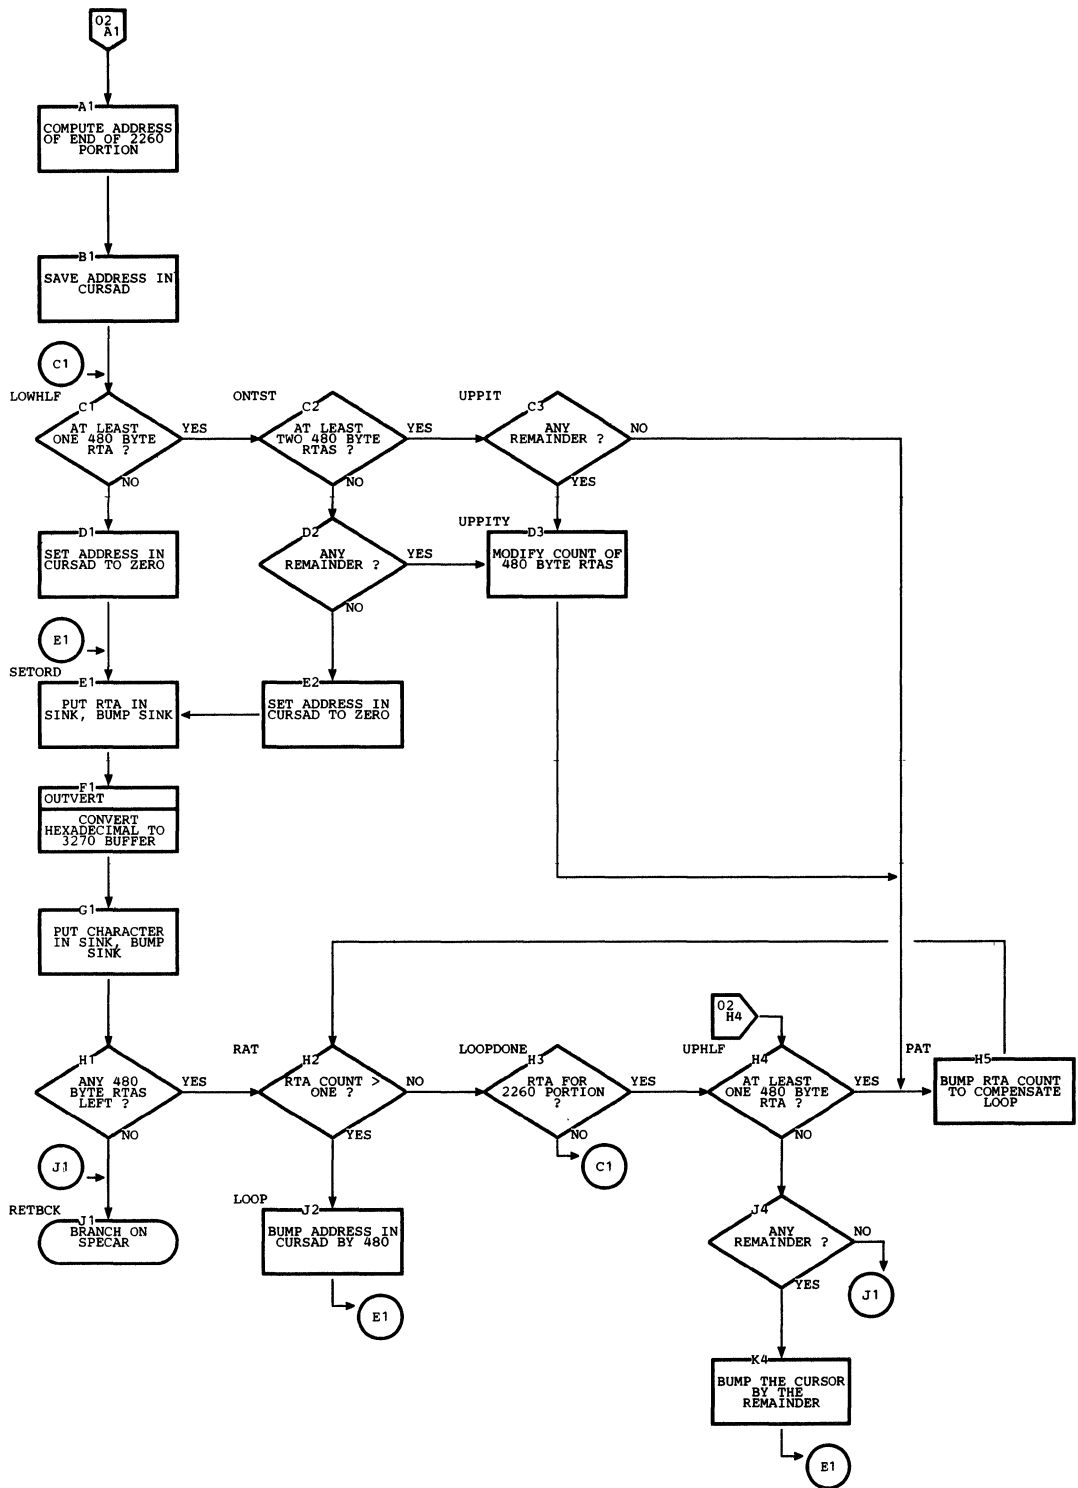 02
A1
A1
COMPUTE ADDRESS
OF END OF 2260
PORTION
B1
SAVE ADDRESS IN
CURSAD
C1
LOWHLF
C1
AT LEAST
ONE 480 BYTE
RTA ?
YES
NO
ONTST
C2
AT LEAST
TWO 480 BYTE
RTAS ?
YES
NO
UPPIT
C3
ANY
REMAINDER ?
NO
YES
D1
SET ADDRESS IN
CURSAD TO ZERO
D2
ANY
REMAINDER ?
YES
NO
UPPITY
D3
MODIFY COUNT OF
480 BYTE RTAS
E1
SETORD
E1
PUT RTA IN
SINK, BUMP SINK
E2
SET ADDRESS IN
CURSAD TO ZERO
F1
OUTVERT
CONVERT
HEXADECIMAL TO
3270 BUFFER
G1
PUT CHARACTER
IN SINK, BUMP
SINK
H1
ANY 480
BYTE RTAS
LEFT ?
YES
NO
RAT
H2
RTA COUNT >
ONE ?
NO
YES
LOOPDONE
H3
RTA FOR
2260 PORTION
?
YES
NO
C1
02
H4
UPHLF
H4
AT LEAST
ONE 480 BYTE
RTA ?
YES
NO
PAT
H5
BUMP RTA COUNT
TO COMPENSATE
LOOP
J1
RETBCK
J1
BRANCH ON
SPECAR
LOOP
J2
BUMP ADDRESS IN
CURSAD BY 480
E1
J4
ANY
REMAINDER ?
NO
YES
J1
K4
BUMP THE CURSOR
BY THE
REMAINDER
E1